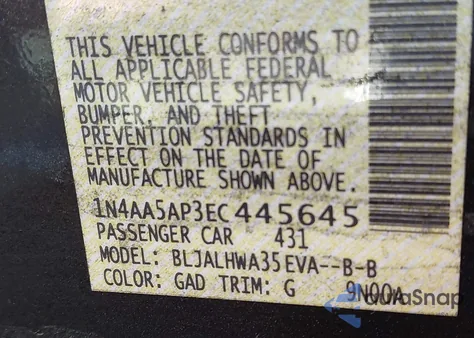 THIS VEHICLE CONFORMS TO
ALL APPLICABLE FEDERAL
MOTOR VEHICLE SAFETY,
BUMPER, AND THEFT
PREVENTION STANDARDS IN
EFFECT ON THE DATE OF
MANUFACTURE SHOWN ABOVE.
1N4AA5AP3EC445645
PASSENGER CAR 431
MODEL: BLJALHWA35EVA--B-B
COLOR: GAD TRIM: G 9N00A
AutoSnap